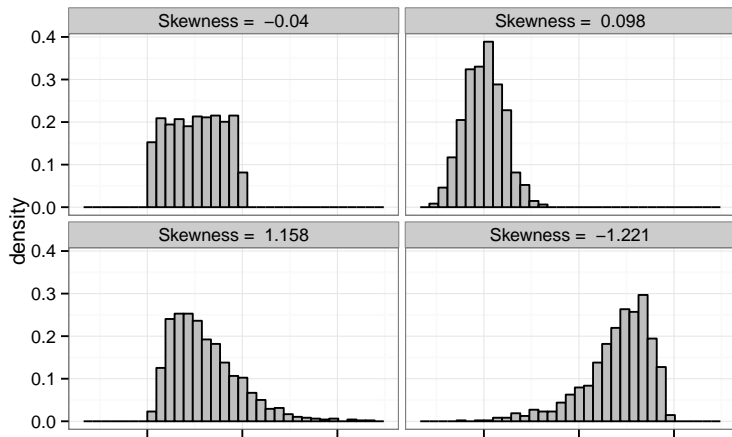 Skewness = −0.04
Skewness = 0.098
0.4
0.3
0.2
0.1
0.0
density
Skewness = 1.158
Skewness = −1.221
0.4
0.3
0.2
0.1
0.0